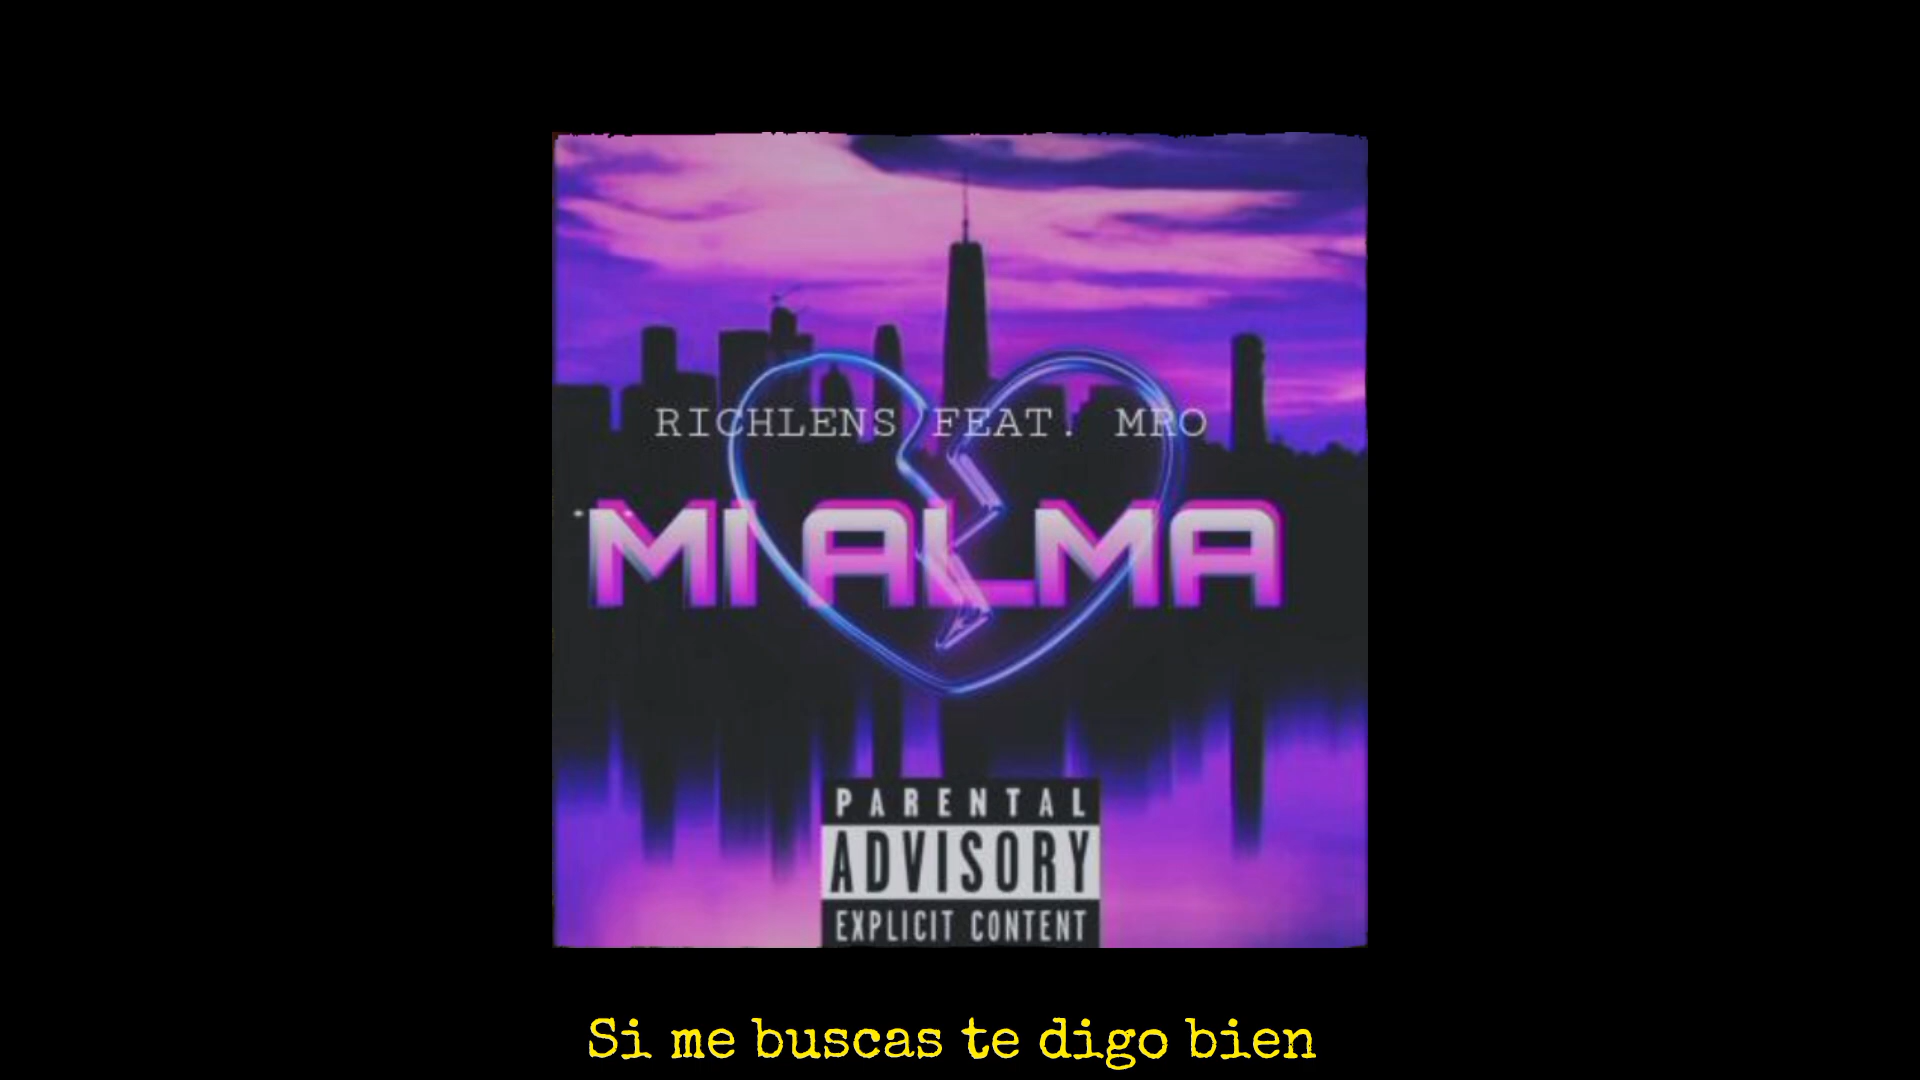 RICHLENS FEAT. MRO
MI ALMA
PARENTAL
ADVISORY
EXPLICIT CONTENT
Si me buscas te digo bien